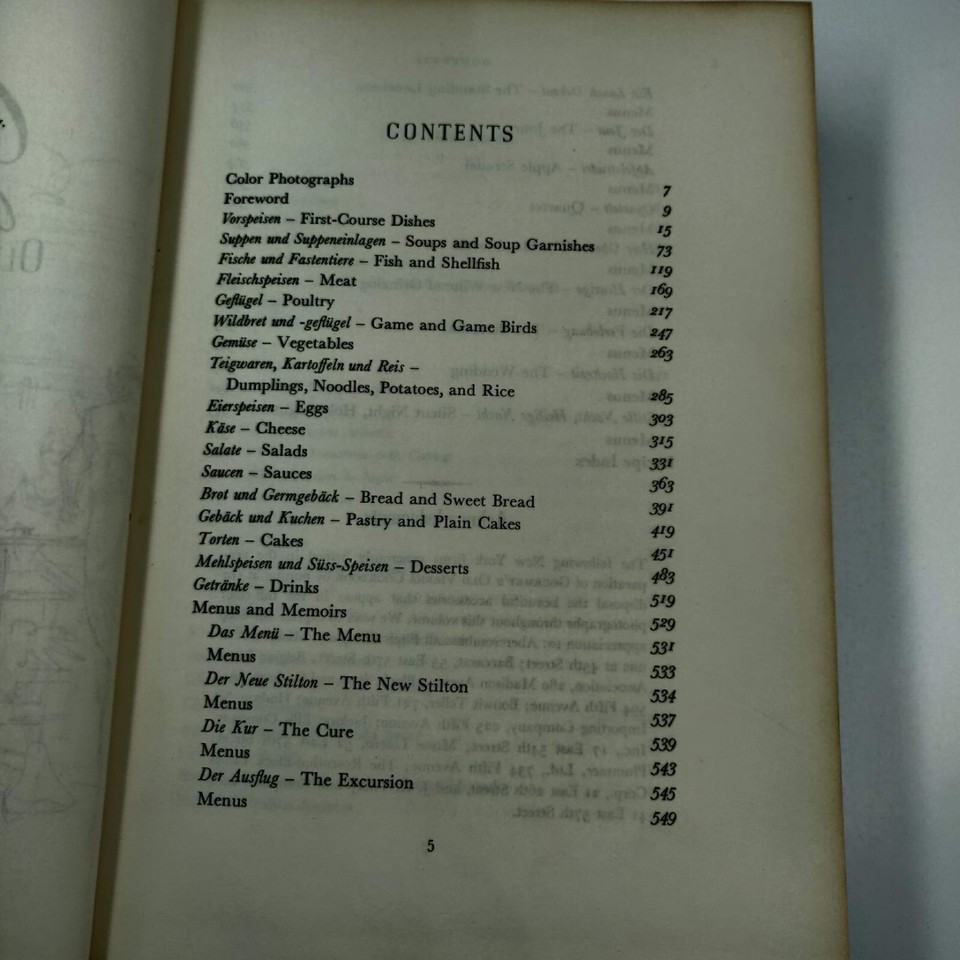 CONTENTS
Color Photographs 7
Foreword 9
Vorspeisen – First-Course Dishes 15
Suppen und Suppeneinlagen – Soups and Soup Garnishes 73
Fische und Fastentiere – Fish and Shellfish 119
Fleischspeisen – Meat 169
Geflügel – Poultry 217
Wildbret und -geflügel – Game and Game Birds 247
Gemüse – Vegetables 263
Teigwaren, Kartoffeln und Reis –
Dumplings, Noodles, Potatoes, and Rice 285
Eierspeisen – Eggs 303
Käse – Cheese 315
Salate – Salads 331
Saucen – Sauces 363
Brot und Germgebäck – Bread and Sweet Bread 391
Gebäck und Kuchen – Pastry and Plain Cakes 419
Torten – Cakes 451
Mehlspeisen und Süss-Speisen – Desserts 483
Getränke – Drinks 519
Menus and Memoirs 529
Das Menü – The Menu 531
Menus 533
Der Neue Stilton – The New Stilton 534
Menus 537
Die Kur – The Cure 539
Menus 543
Der Ausflug – The Excursion 545
Menus 549
5